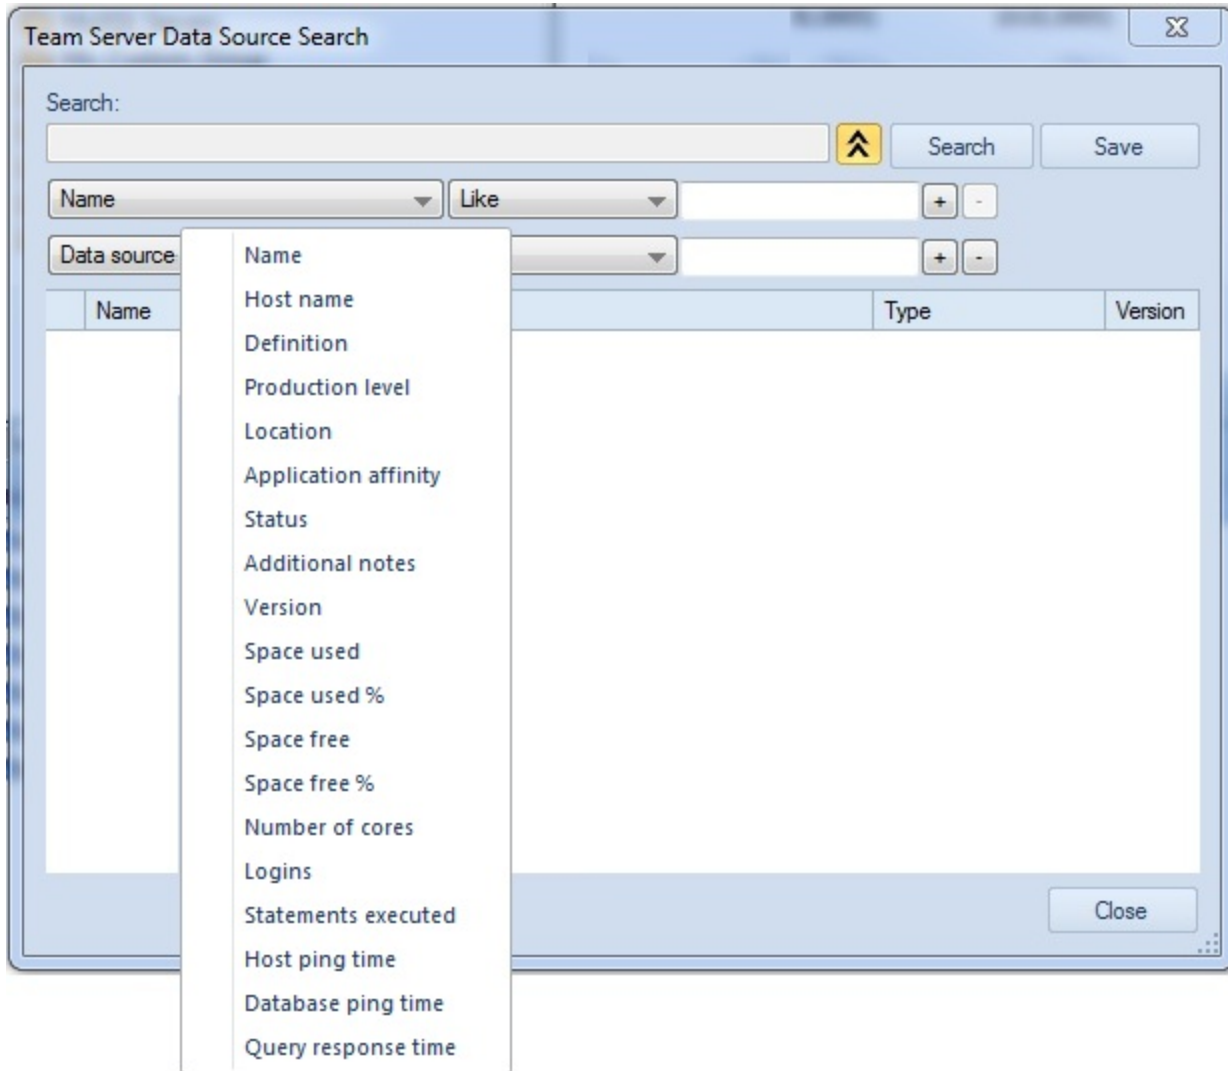 Team Server Data Source Search
Search:
Search Save
Name Like + -
Data source + -
Name Type Version
Name
Host name
Definition
Production level
Location
Application affinity
Status
Additional notes
Version
Space used
Space used %
Space free
Space free %
Number of cores
Logins
Statements executed
Host ping time
Database ping time
Query response time
Close